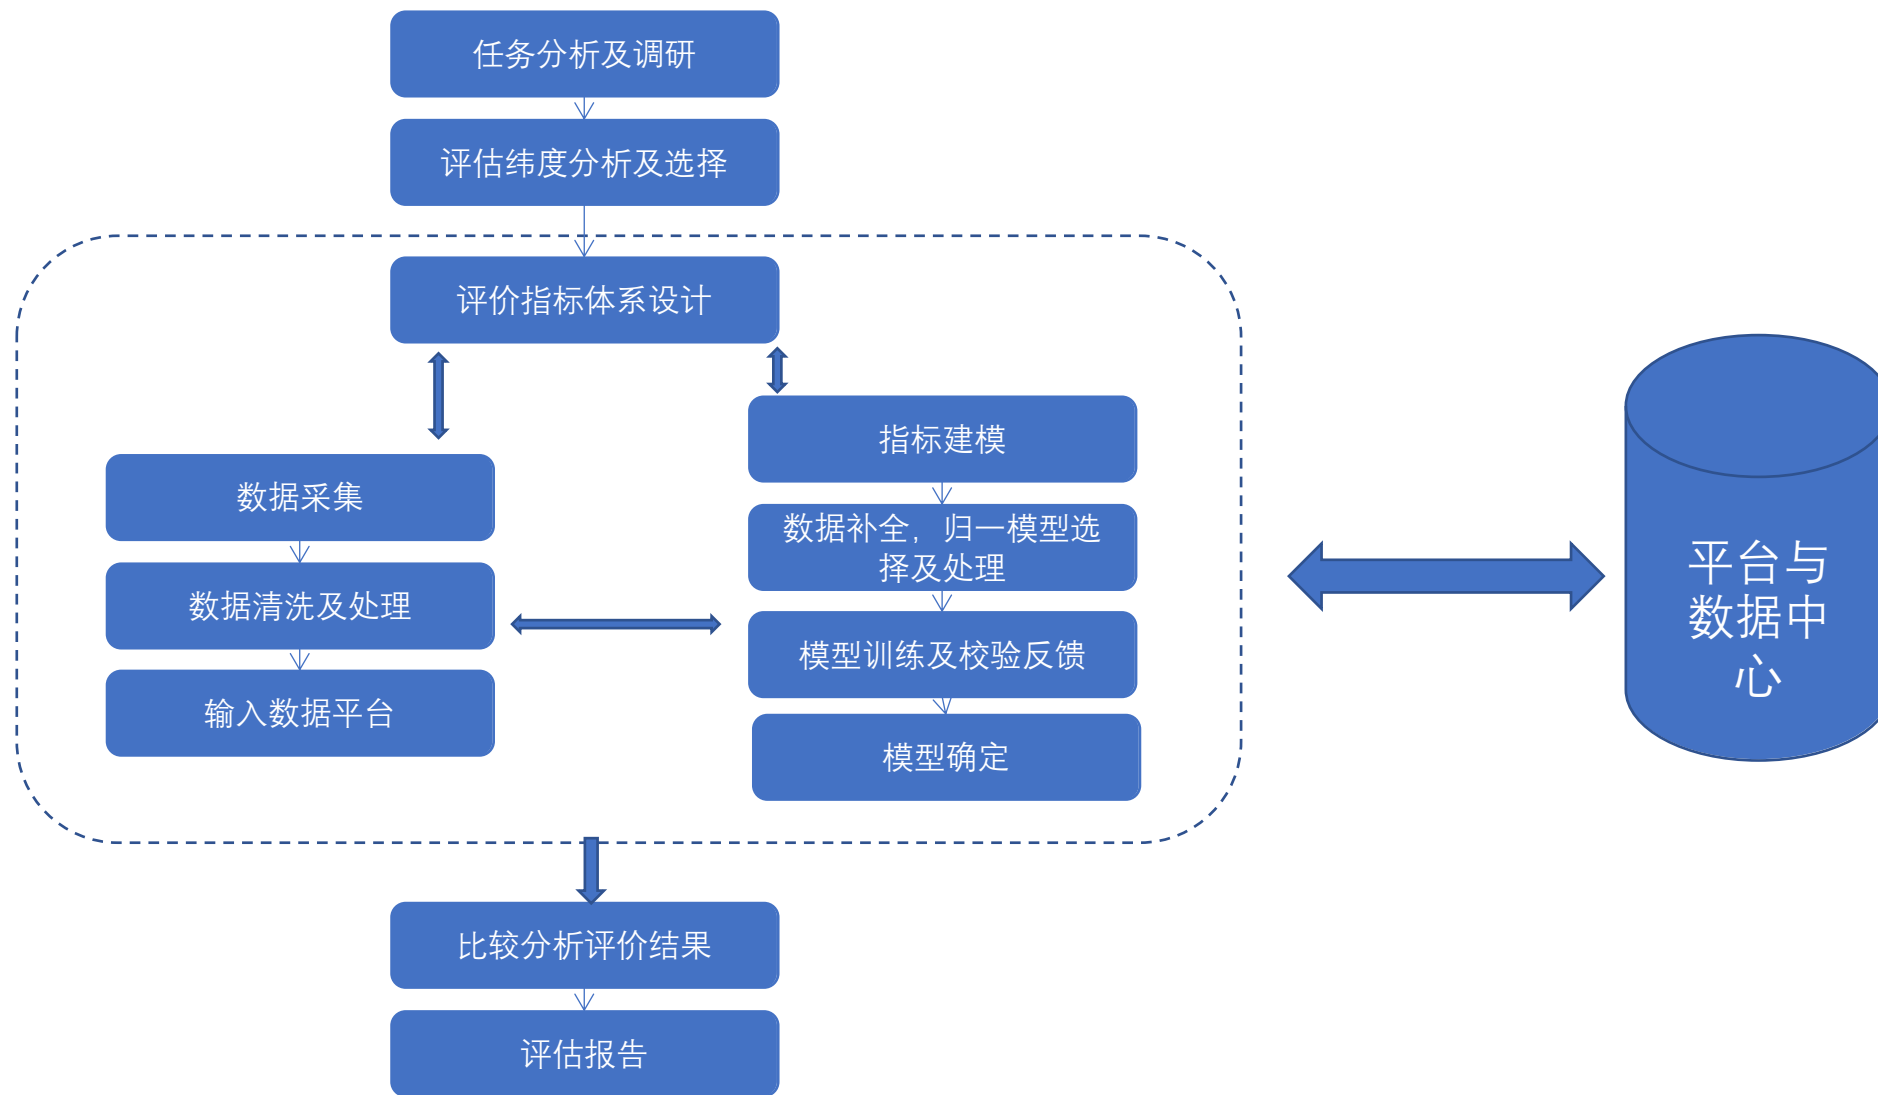 任务分析及调研
评估纬度分析及选择
评价指标体系设计
指标建模
数据采集
数据补全，归一模型选
择及处理
数据清洗及处理
模型训练及校验反馈
输入数据平台
模型确定
平台与
数据中
心
比较分析评价结果
评估报告